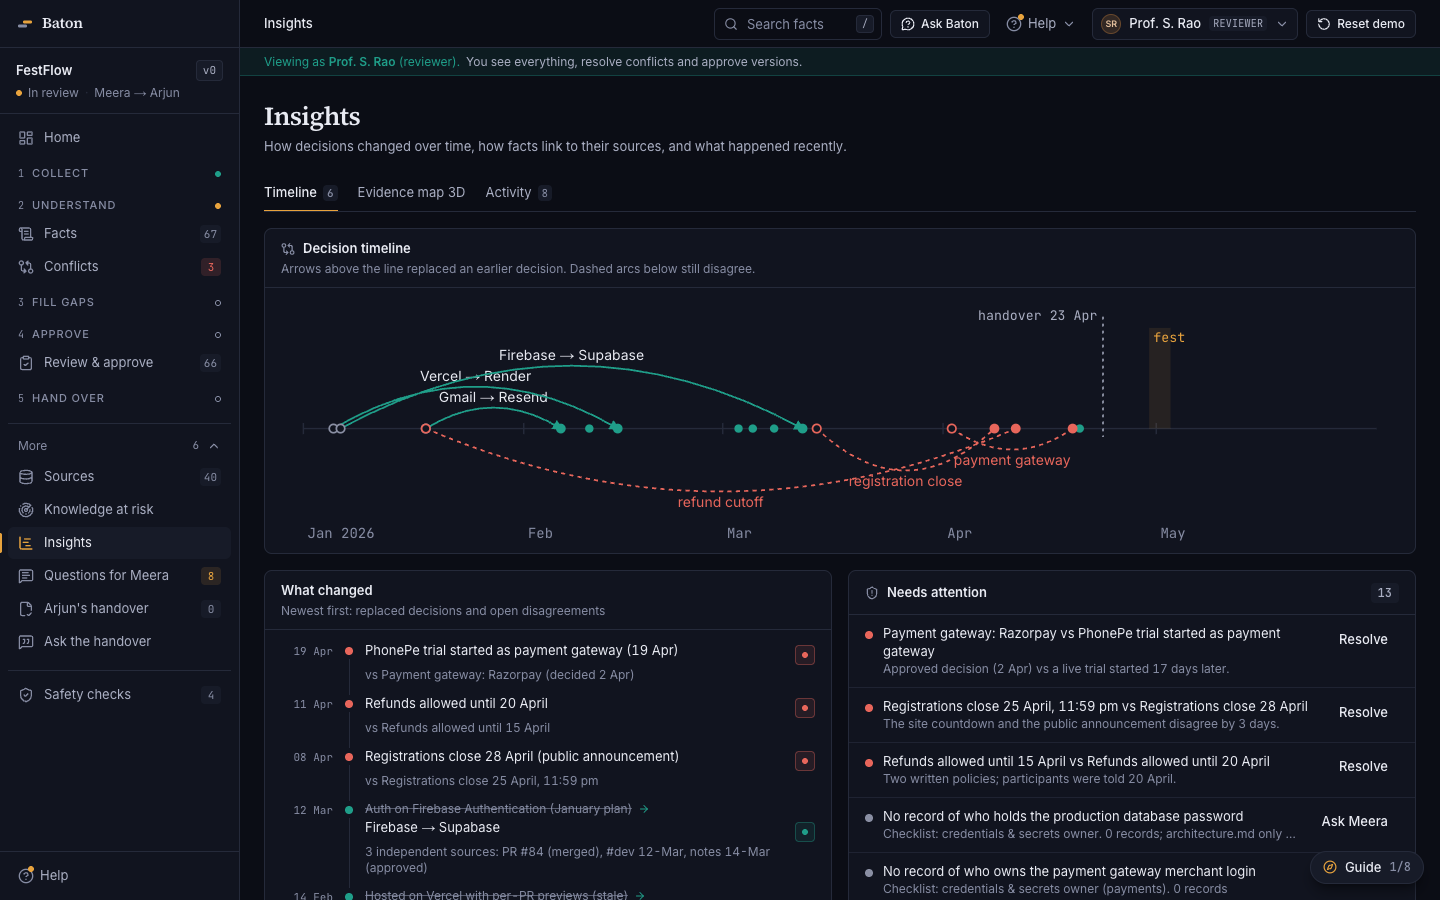 Baton
Insights
Search facts
/
Ask Baton
Help
SR
Prof. S. Rao
REVIEWER
Reset demo
FestFlow
v0
In review · Meera → Arjun
Viewing as Prof. S. Rao (reviewer). You see everything, resolve conflicts and approve versions.
Home
1 COLLECT
2 UNDERSTAND
Facts
67
Conflicts
3
3 FILL GAPS
4 APPROVE
Review & approve
66
5 HAND OVER
More
6
Sources
40
Knowledge at risk
Insights
Questions for Meera
8
Arjun's handover
0
Ask the handover
Safety checks
4
Help
Insights
How decisions changed over time, how facts link to their sources, and what happened recently.
Timeline 6
Evidence map 3D
Activity 8
Decision timeline
Arrows above the line replaced an earlier decision. Dashed arcs below still disagree.
handover 23 Apr
fest
Firebase → Supabase
Vercel → Render
Gmail → Resend
payment gateway
registration close
refund cutoff
Jan 2026
Feb
Mar
Apr
May
What changed
Newest first: replaced decisions and open disagreements
19 Apr
PhonePe trial started as payment gateway (19 Apr)
vs Payment gateway: Razorpay (decided 2 Apr)
11 Apr
Refunds allowed until 20 April
vs Refunds allowed until 15 April
08 Apr
Registrations close 28 April (public announcement)
vs Registrations close 25 April, 11:59 pm
12 Mar
Auth on Firebase Authentication (January plan) →
Firebase → Supabase
3 independent sources: PR #84 (merged), #dev 12-Mar, notes 14-Mar
(approved)
14 Feb
Hosted on Vercel with per-PR previews (stale) →
Needs attention
13
Payment gateway: Razorpay vs PhonePe trial started as payment
gateway
Approved decision (2 Apr) vs a live trial started 17 days later.
Resolve
Registrations close 25 April, 11:59 pm vs Registrations close 28 April
The site countdown and the public announcement disagree by 3 days.
Resolve
Refunds allowed until 15 April vs Refunds allowed until 20 April
Two written policies; participants were told 20 April.
Resolve
No record of who holds the production database password
Checklist: credentials & secrets owner. 0 records; architecture.md only ...
Ask Meera
No record of who owns the payment gateway merchant login
Checklist: credentials & secrets owner (payments). 0 records
Guide 1/8